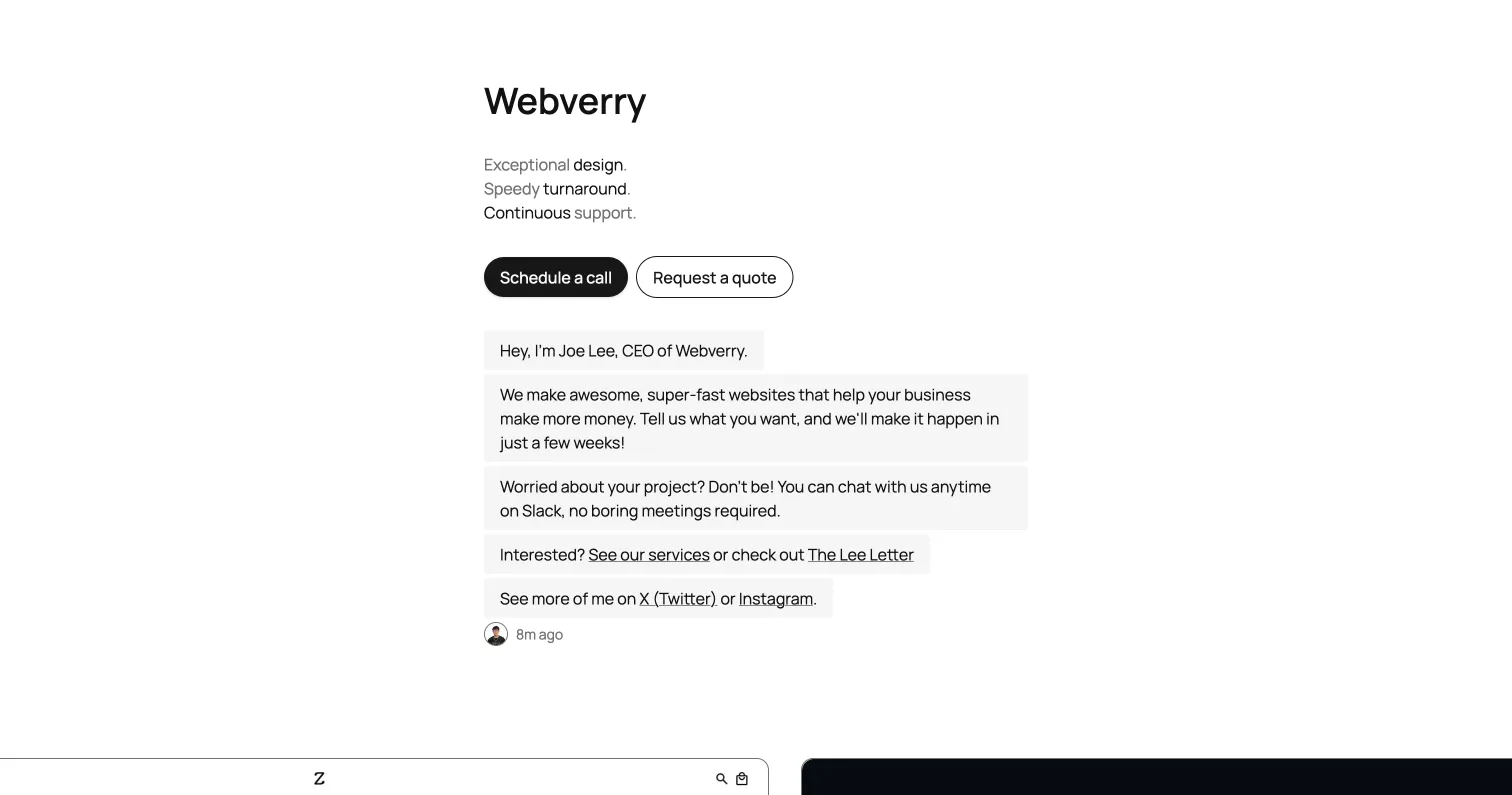 Webverry
Exceptional design.
Speedy turnaround.
Continuous support.
Schedule a call
Request a quote
Hey, I'm Joe Lee, CEO of Webverry.
We make awesome, super-fast websites that help your business
make more money. Tell us what you want, and we'll make it happen in
just a few weeks!
Worried about your project? Don't be! You can chat with us anytime
on Slack, no boring meetings required.
Interested? See our services or check out The Lee Letter
See more of me on X (Twitter) or Instagram.
8m ago
Z